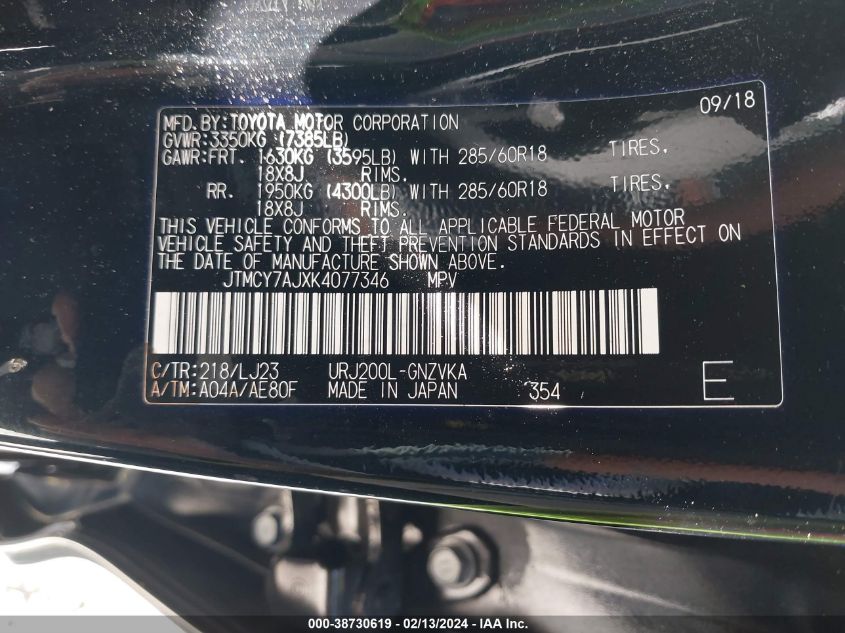 09/18
MFD.BY:TOYOTA MOTOR CORPORATION
GVWR:3350KG (7385LB)
GAWR:FRT. 1630KG (3595LB) WITH 285/60R18 TIRES,
18X8J RIMS.
RR. 1950KG (4300LB) WITH 285/60R18 TIRES,
18X8J RIMS.
THIS VEHICLE CONFORMS TO ALL APPLICABLE FEDERAL MOTOR
VEHICLE SAFETY AND THEFT PREVENTION STANDARDS IN EFFECT ON
THE DATE OF MANUFACTURE SHOWN ABOVE.
JTMCY7AJXK4077346 MPV
C/TR:218/LJ23 URJ200L-GNZVKA
A/TM:A04A/AE80F MADE IN JAPAN 354 E
000-38730619 - 02/13/2024 - IAA Inc.